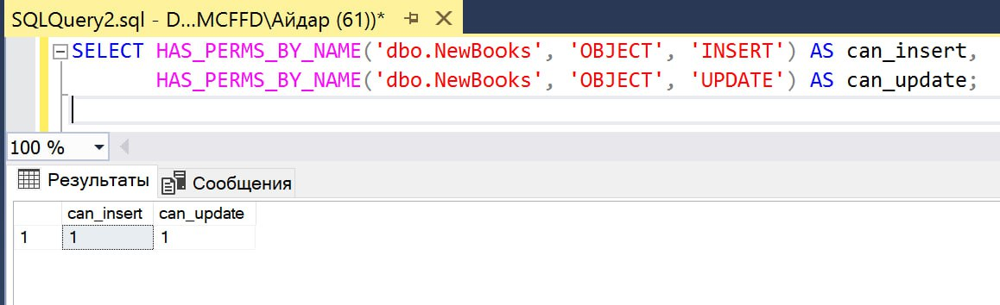 SQLQuery2.sql - D...MCFFD\Айдар (61))*
SELECT HAS_PERMS_BY_NAME('dbo.NewBooks', 'OBJECT', 'INSERT') AS can_insert,
HAS_PERMS_BY_NAME('dbo.NewBooks', 'OBJECT', 'UPDATE') AS can_update;
100 %
Результаты Сообщения
can_insert can_update
1 1 1